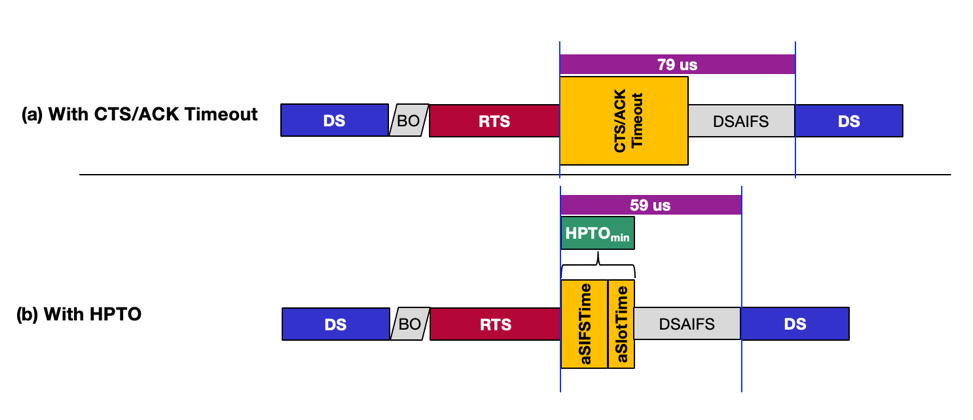 79 us
(a) With CTS/ACK Timeout
DS
BO
RTS
CTS/ACK
Timeout
DSAIFS
DS
59 us
HPTOmin
(b) With HPTO
DS
BO
RTS
aSIFSTime
aSlotTime
DSAIFS
DS